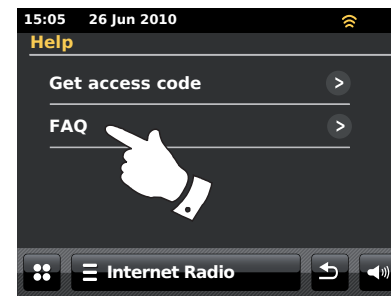 15:05 26 Jun 2010
Help
Get access code
FAQ
Internet Radio